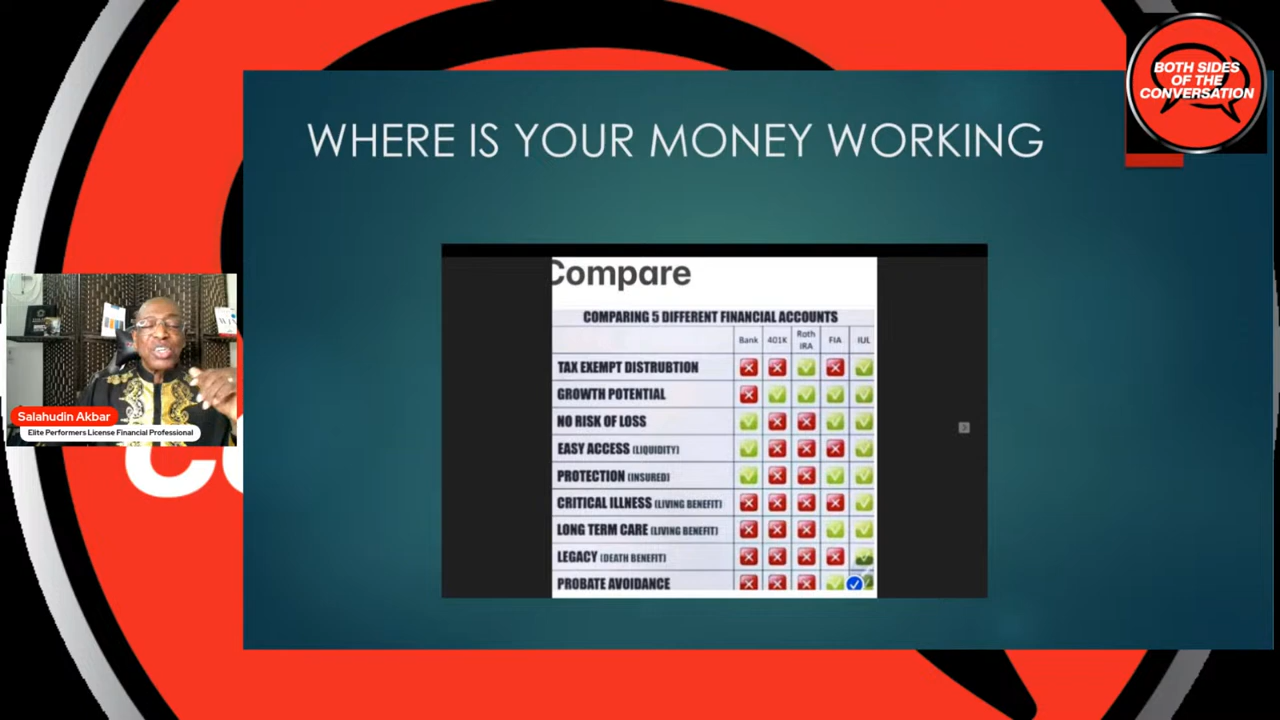 BOTH SIDES
OF THE
CONVERSATION
WHERE IS YOUR MONEY WORKING
Compare
COMPARING 5 DIFFERENT FINANCIAL ACCOUNTS
Bank 401K Roth IRA FIA IUL
TAX EXEMPT DISTRUBTION
GROWTH POTENTIAL
NO RISK OF LOSS
EASY ACCESS (LIQUIDITY)
PROTECTION (INSURED)
CRITICAL ILLNESS (LIVING BENEFIT)
LONG TERM CARE (LIVING BENEFIT)
LEGACY (DEATH BENEFIT)
PROBATE AVOIDANCE
Salahudin Akbar
Elite Performers License Financial Professional